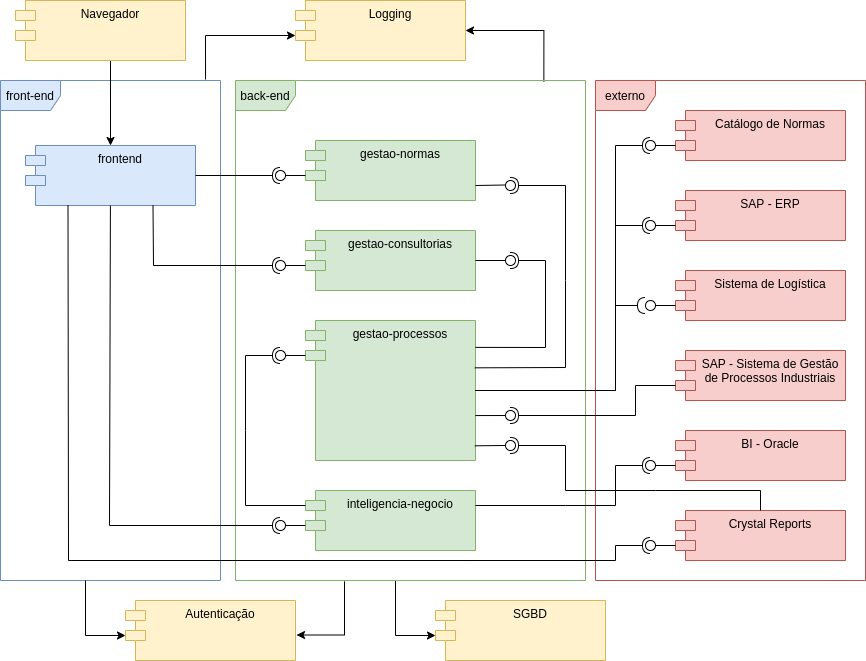 Navegador
Logging
front-end
back-end
externo
frontend
gestao-normas
gestao-consultorias
gestao-processos
inteligencia-negocio
Catálogo de Normas
SAP - ERP
Sistema de Logística
SAP - Sistema de Gestão
de Processos Industriais
BI - Oracle
Crystal Reports
Autenticação
SGBD